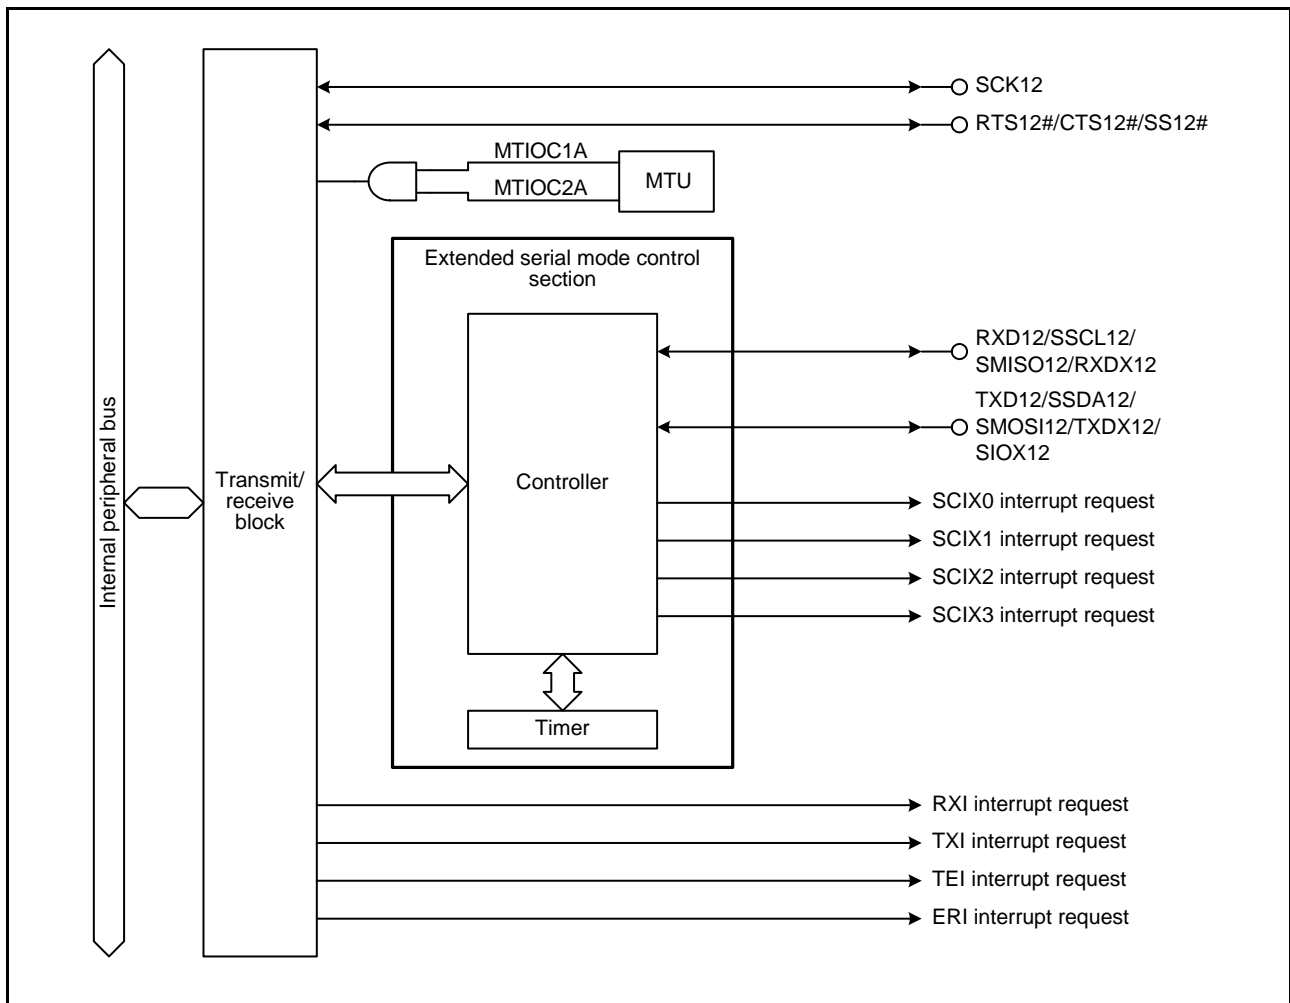 SCK12
RTS12#/CTS12#/SS12#
MTIOC1A
MTIOC2A
MTU
Extended serial mode control
section
RXD12/SSCL12/
SMISO12/RXDX12
TXD12/SSDA12/
SMOSI12/TXDX12/
SIOX12
Internal peripheral bus
Transmit/
receive
block
Controller
SCIX0 interrupt request
SCIX1 interrupt request
SCIX2 interrupt request
SCIX3 interrupt request
Timer
RXI interrupt request
TXI interrupt request
TEI interrupt request
ERI interrupt request